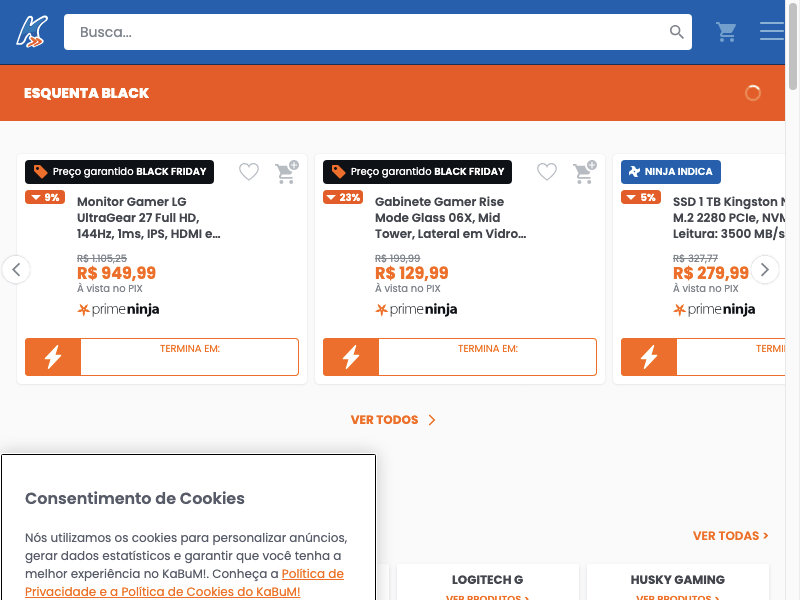 Busca...
ESQUENTA BLACK
Preço garantido BLACK FRIDAY
9%
Monitor Gamer LG
UltraGear 27 Full HD,
144Hz, 1ms, IPS, HDMI e...
R$ 1.105,25
R$ 949,99
À vista no PIX
primeninja
TERMINA EM:
Preço garantido BLACK FRIDAY
23%
Gabinete Gamer Rise
Mode Glass 06X, Mid
Tower, Lateral em Vidro...
R$ 199,99
R$ 129,99
À vista no PIX
primeninja
TERMINA EM:
NINJA INDICA
5%
SSD 1 TB Kingston N
M.2 2280 PCIe, NVM
Leitura: 3500 MB/s
R$ 327,77
R$ 279,99
À vista no PIX
primeninja
TERMI
VER TODOS
Consentimento de Cookies
Nós utilizamos os cookies para personalizar anúncios,
gerar dados estatísticos e garantir que você tenha a
melhor experiência no KaBuM!. Conheça a Política de
Privacidade e a Política de Cookies do KaBuM!
VER TODAS >
LOGITECH G
VER PRODUTOS >
HUSKY GAMING
VER PRODUTOS >